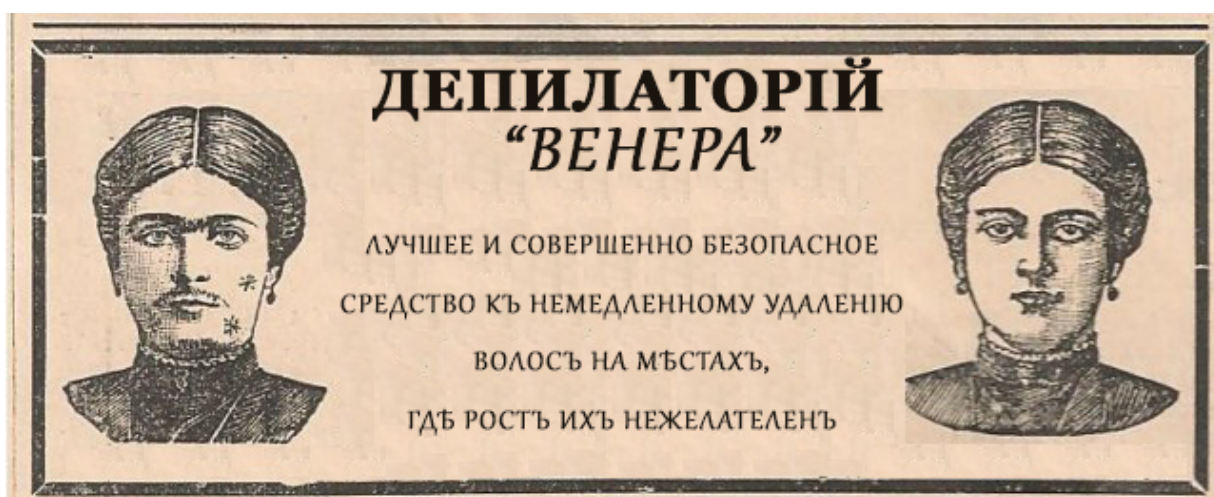 ДЕПИЛАТОРІЙ
“ВЕНЕРА”
ЛУЧШЕЕ И СОВЕРШЕННО БЕЗОПАСНОЕ
СРЕДСТВО КЪ НЕМЕДЛЕННОМУ УДАЛЕНІЮ
ВОЛОСЪ НА МѢСТАХЪ,
ГДѢ РОСТЪ ИХЪ НЕЖЕЛАТЕЛЕНЪ